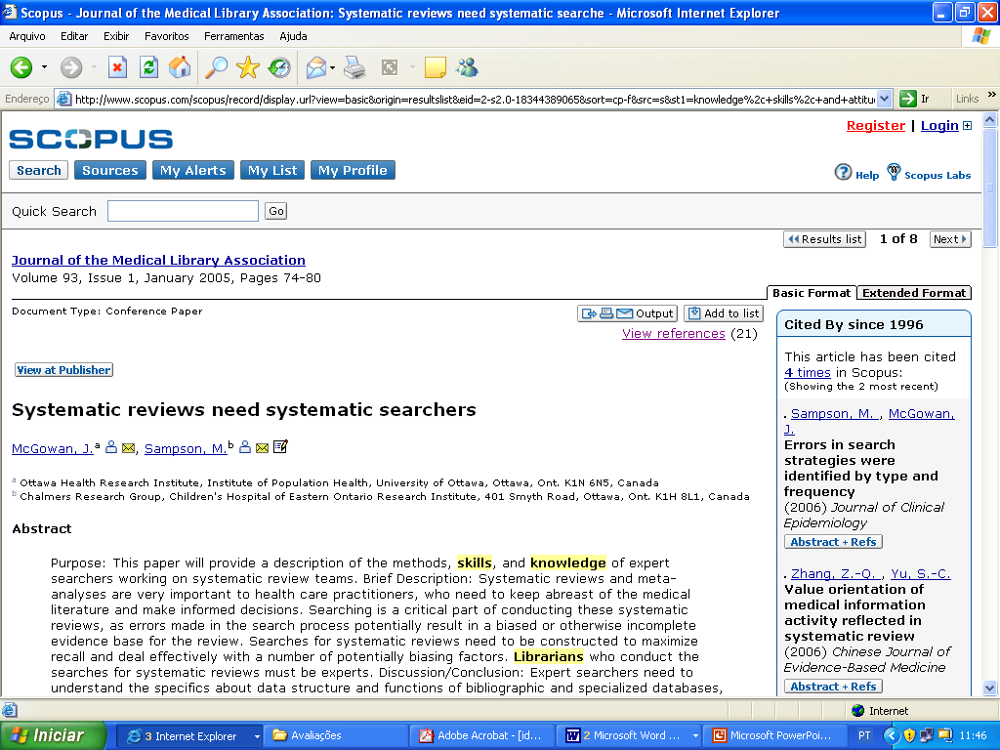 Scopus - Journal of the Medical Library Association: Systematic reviews need systematic searche - Microsoft Internet Explorer
Arquivo Editar Exibir Favoritos Ferramentas Ajuda
Endereço http://www.scopus.com/scopus/record/display.url?view=basic&origin=resultslist&eid=2-s2.0-18344389065&sort=cp-f&src=s&st1=knowledge%2c+skills%2c+and+attitu Ir Links »
Register | Login
SCOPUS
Search Sources My Alerts My List My Profile
Help Scopus Labs
Quick Search Go
Results list 1 of 8 Next
Journal of the Medical Library Association
Volume 93, Issue 1, January 2005, Pages 74-80
Basic Format Extended Format
Document Type: Conference Paper
Output Add to list
View references (21)
View at Publisher
Systematic reviews need systematic searchers
McGowan, J.a , Sampson, M.b
a Ottawa Health Research Institute, Institute of Population Health, University of Ottawa, Ottawa, Ont. K1N 6N5, Canada
b Chalmers Research Group, Children's Hospital of Eastern Ontario Research Institute, 401 Smyth Road, Ottawa, Ont. K1H 8L1, Canada
Abstract
Purpose: This paper will provide a description of the methods, skills, and knowledge of expert
searchers working on systematic review teams. Brief Description: Systematic reviews and meta-
analyses are very important to health care practitioners, who need to keep abreast of the medical
literature and make informed decisions. Searching is a critical part of conducting these systematic
reviews, as errors made in the search process potentially result in a biased or otherwise incomplete
evidence base for the review. Searches for systematic reviews need to be constructed to maximize
recall and deal effectively with a number of potentially biasing factors. Librarians who conduct the
searches for systematic reviews must be experts. Discussion/Conclusion: Expert searchers need to
understand the specifics about data structure and functions of bibliographic and specialized databases,
Cited By since 1996
This article has been cited
4 times in Scopus:
(Showing the 2 most recent)
. Sampson, M. , McGowan,
J.
Errors in search
strategies were
identified by type and
frequency
(2006) Journal of Clinical
Epidemiology
Abstract + Refs
. Zhang, Z.-Q. , Yu, S.-C.
Value orientation of
medical information
activity reflected in
systematic review
(2006) Chinese Journal of
Evidence-Based Medicine
Abstract + Refs
Internet
Iniciar 3 Internet Explorer Avaliações Adobe Acrobat - [id... 2 Microsoft Word ... Microsoft PowerPoi... PT 11:46